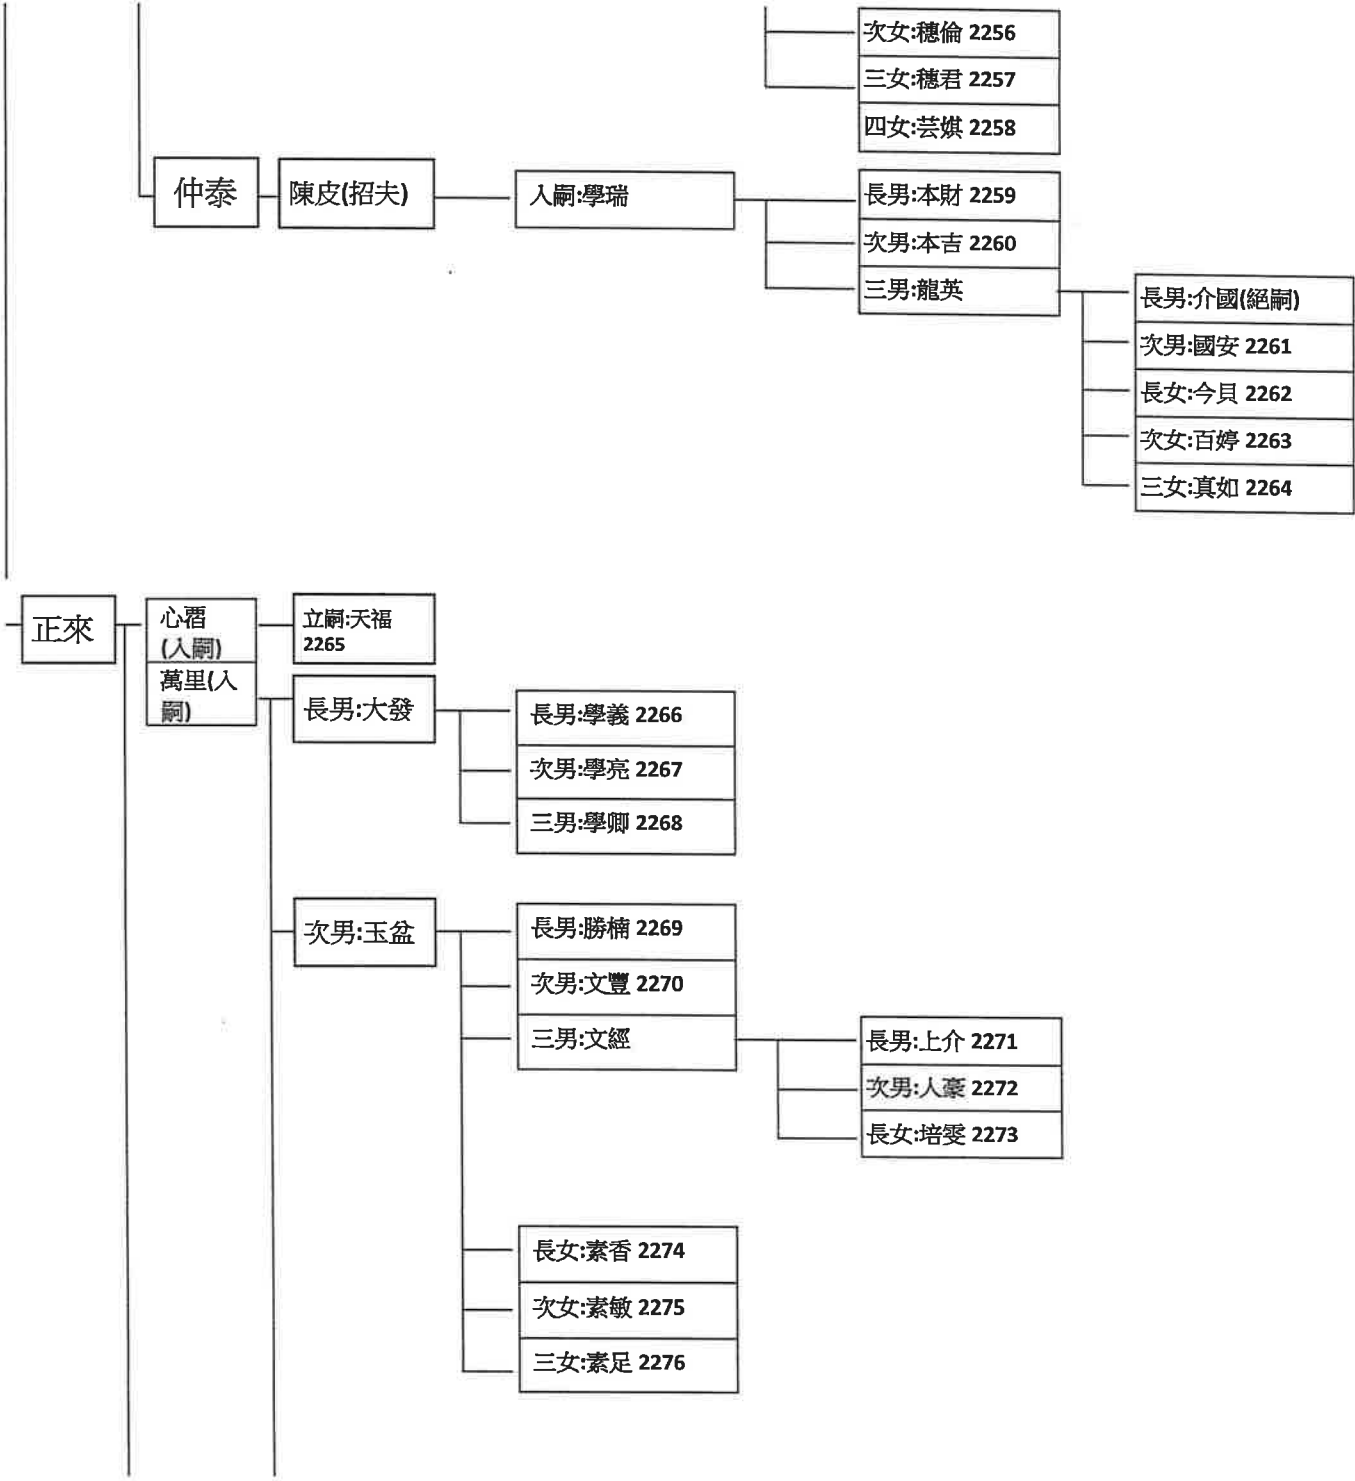 次女:穗倫 2256
三女:穗君 2257
四女:芸娸 2258
仲泰
陳皮(招夫)
入嗣:學瑞
長男:本財 2259
次男:本吉 2260
三男:龍英
長男:介國(絕嗣)
次男:國安 2261
長女:今貝 2262
次女:百婷 2263
三女:真如 2264
正來
心𦞵
(入嗣)
立嗣:天福
2265
萬里(入
嗣)
長男:大發
長男:學義 2266
次男:學亮 2267
三男:學卿 2268
次男:玉盆
長男:勝楠 2269
次男:文豐 2270
三男:文經
長男:上介 2271
次男:人豪 2272
長女:培雯 2273
長女:素香 2274
次女:素敏 2275
三女:素足 2276